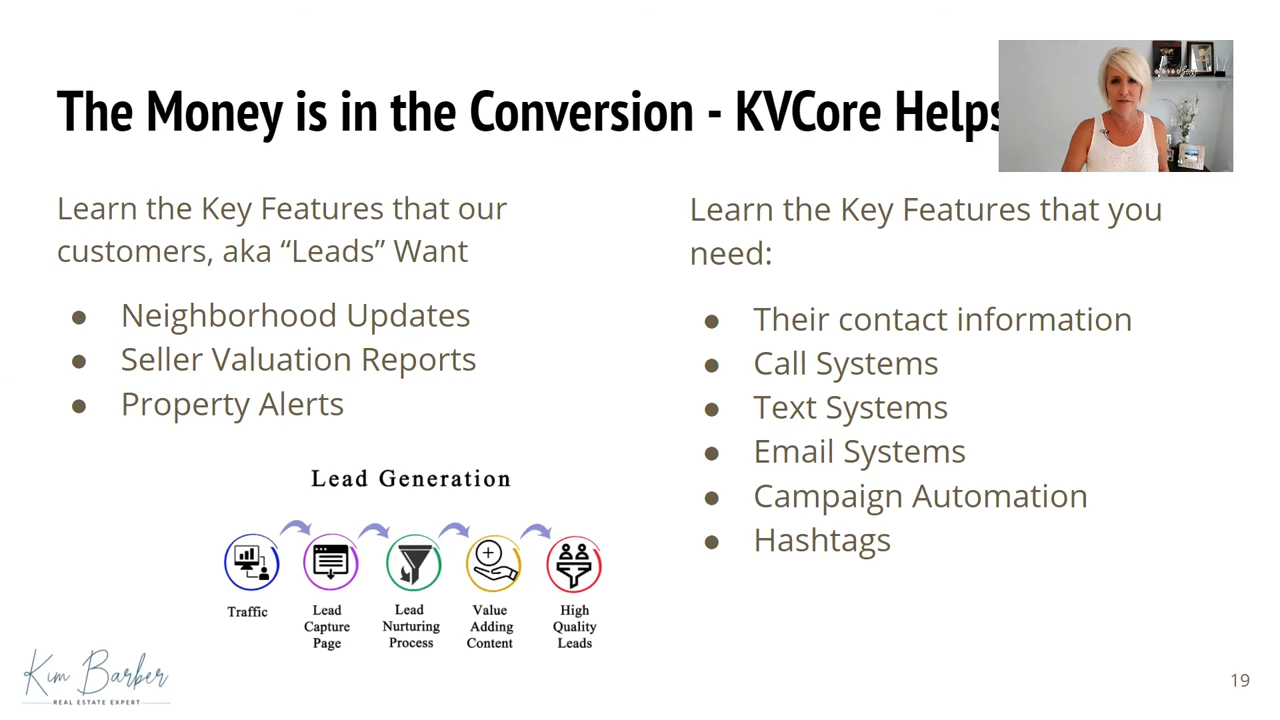 The Money is in the Conversion - KVCore Helps
Learn the Key Features that our
customers, aka “Leads” Want
● Neighborhood Updates
● Seller Valuation Reports
● Property Alerts
Learn the Key Features that you
need:
● Their contact information
● Call Systems
● Text Systems
● Email Systems
● Campaign Automation
● Hashtags
Lead Generation
Traffic
Lead
Capture
Page
Lead
Nurturing
Process
Value
Adding
Content
High
Quality
Leads
Kim Barber
REAL ESTATE EXPERT
19